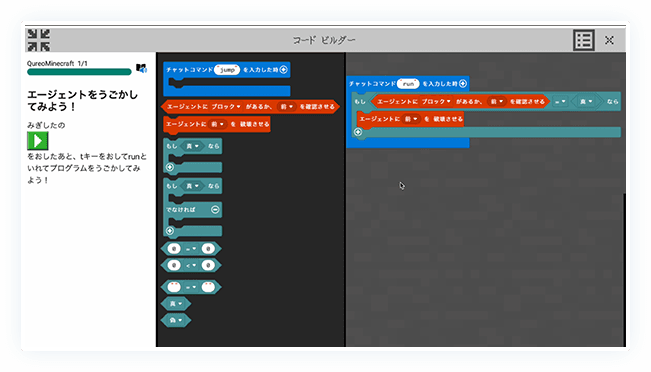 コード ビルダー
QureoMinecraft 1/1
エージェントをうごかし
てみよう！
みぎしたの
をおしたあと、tキーをおしてrunと
いれてプログラムをうごかしてみ
よう！
チャットコマンド jump を入力した時
エージェントに ブロック があるか、 前 を確認させる
エージェントに 前 を 破壊させる
もし 真 なら
もし 真 なら
でなければ
0 = 0
0 < 0
" " = " "
真
偽
チャットコマンド run を入力した時
もし エージェントに ブロック があるか、 前 を確認させる = 真 なら
エージェントに 前 を 破壊させる